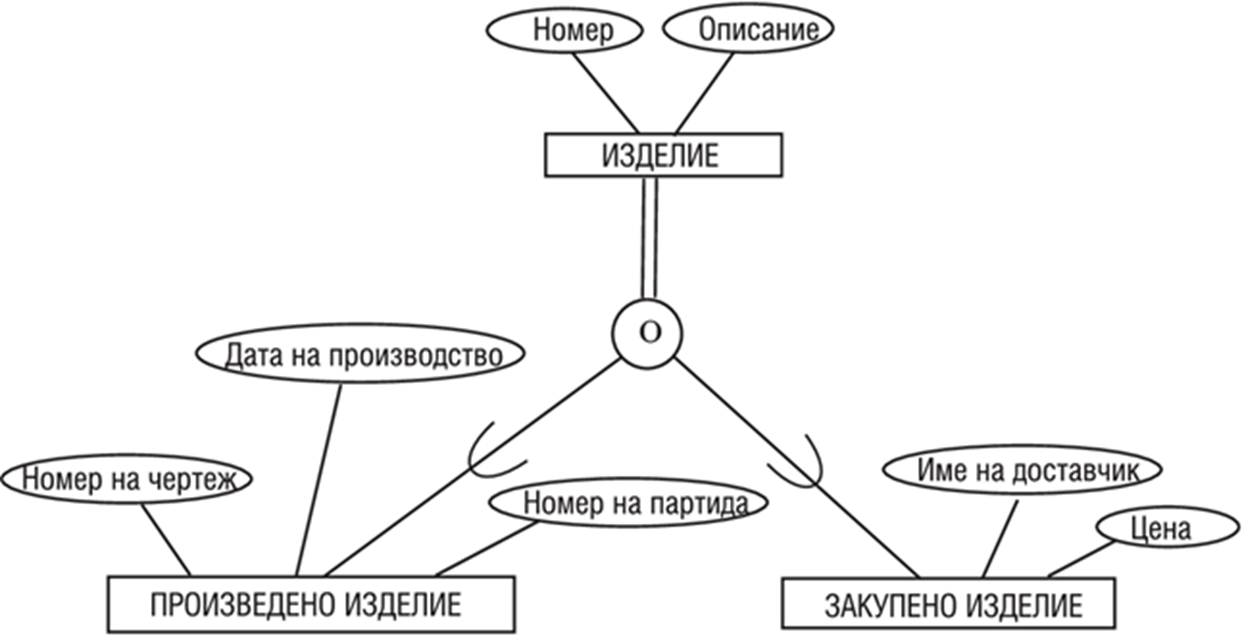 Номер
Описание
ИЗДЕЛИЕ
О
Дата на производство
Номер на чертеж
Номер на партида
Име на доставчик
Цена
ПРОИЗВЕДЕНО ИЗДЕЛИЕ
ЗАКУПЕНО ИЗДЕЛИЕ